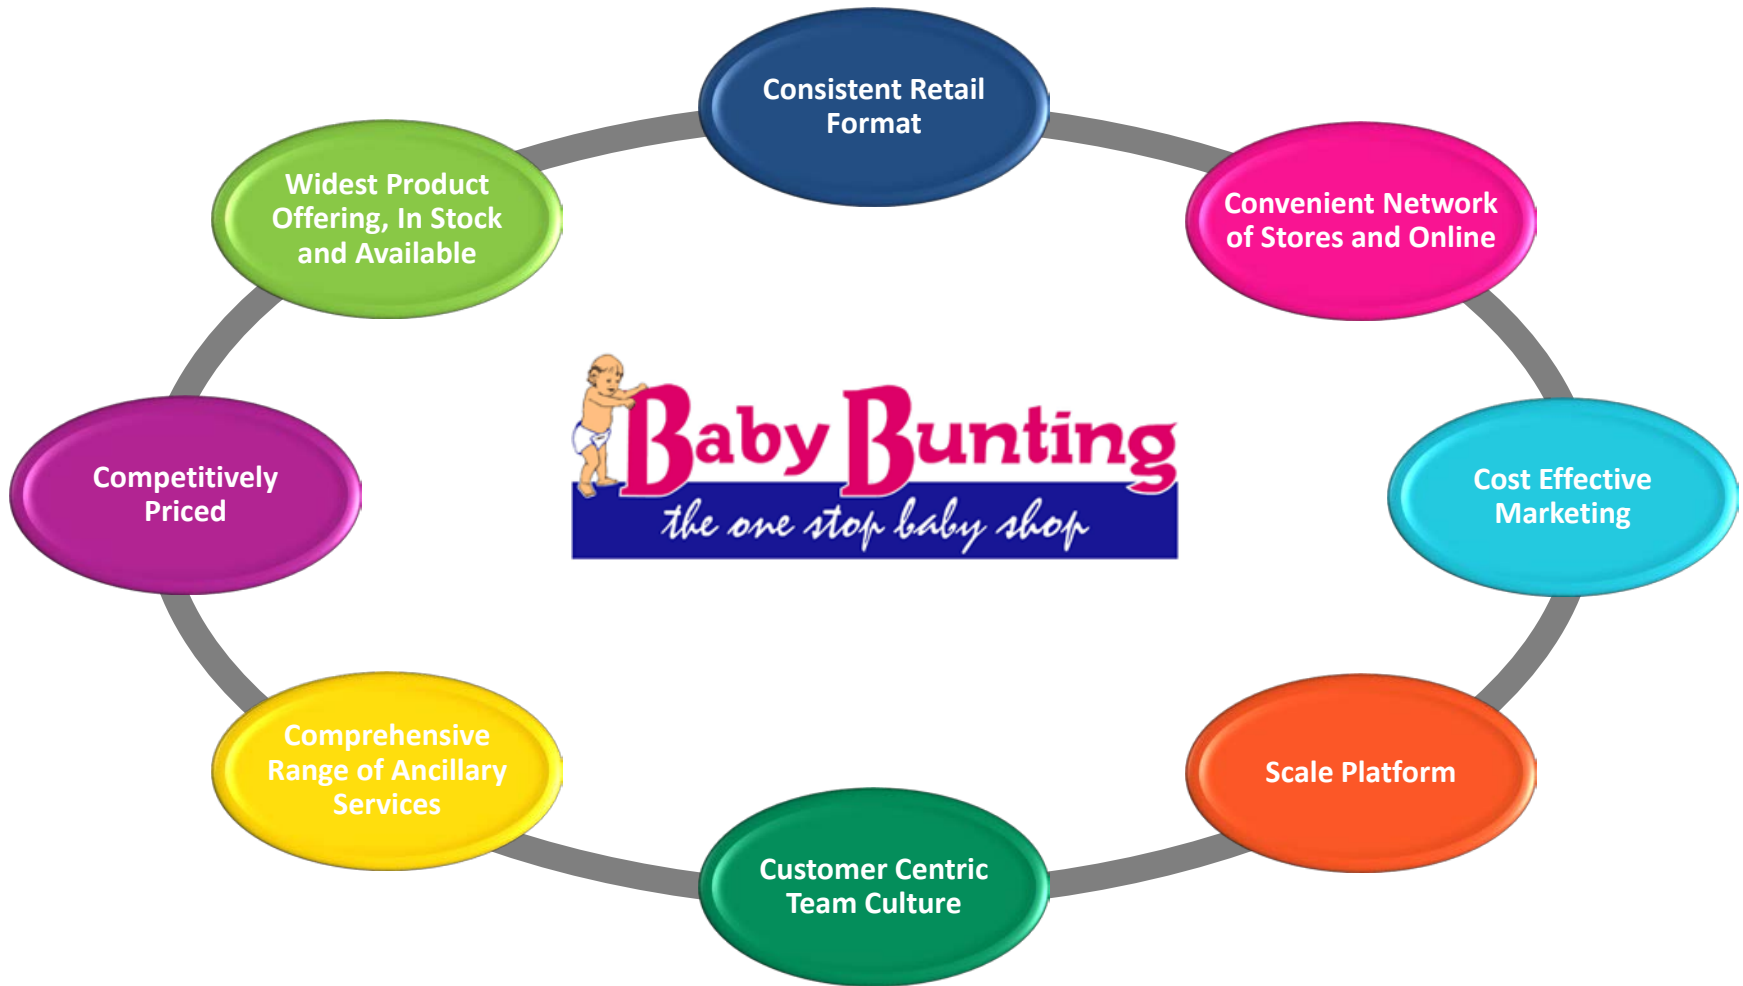 Consistent Retail
Format
Widest Product
Offering, In Stock
and Available
Convenient Network
of Stores and Online
Baby Bunting
the one stop baby shop
Competitively
Priced
Cost Effective
Marketing
Comprehensive
Range of Ancillary
Services
Scale Platform
Customer Centric
Team Culture